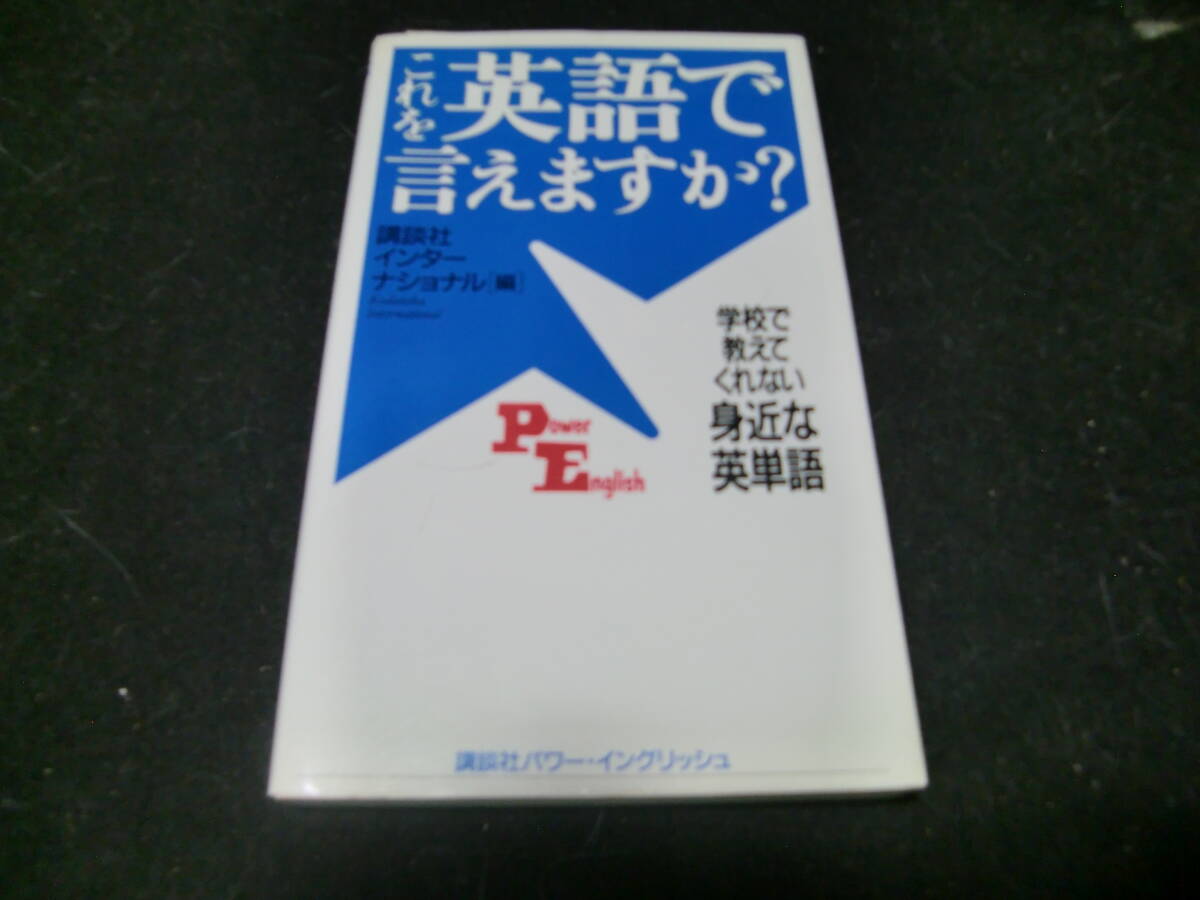 これを英語で
言えますか?
講談社
インター
ナショナル[編]
Kodansha
International
学校で
教えて
くれない
身近な
英単語
Power
English
講談社パワー・イングリッシュ